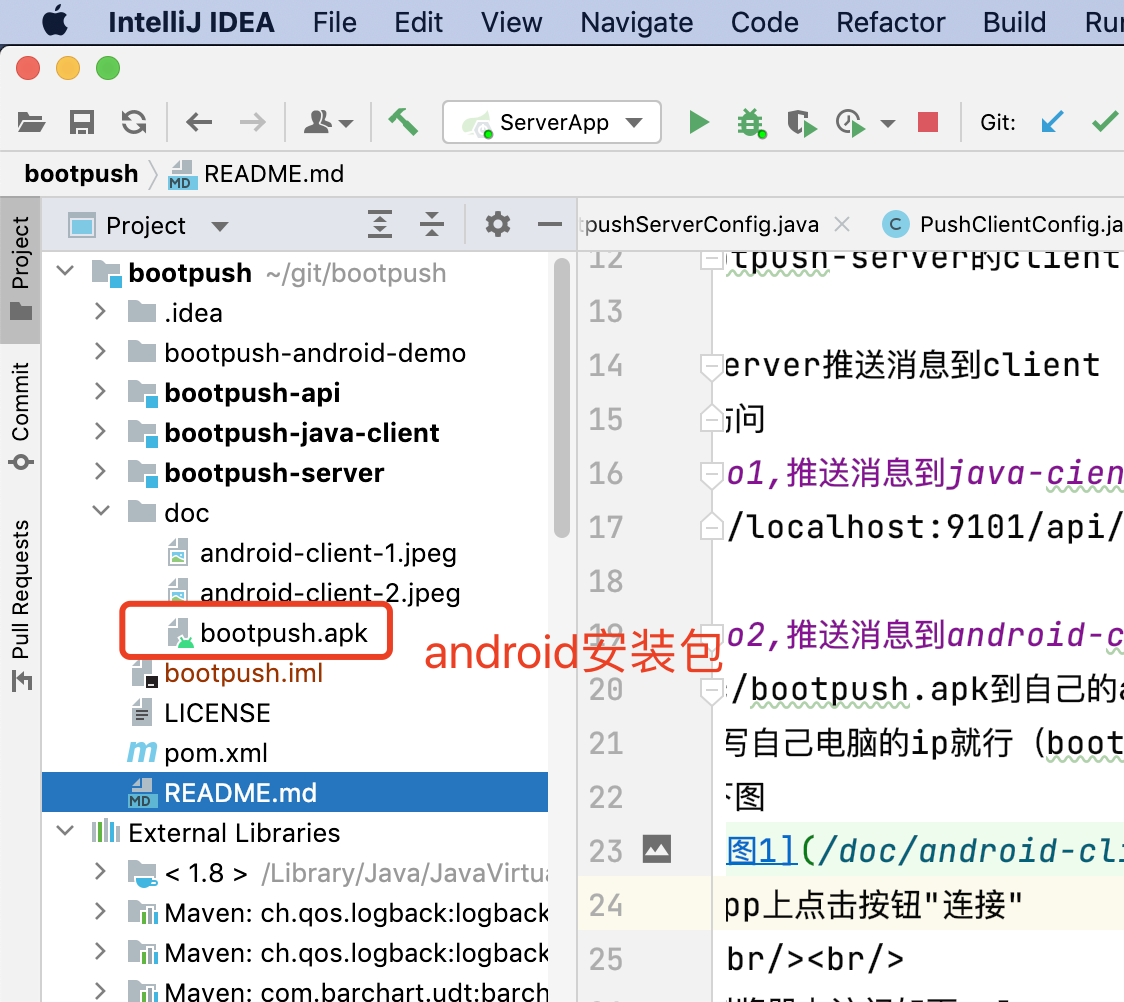 IntelliJ IDEA File Edit View Navigate Code Refactor Build Run
ServerApp Git:
bootpush README.md
Project
tpushServerConfig.java PushClientConfig.ja
Project
Commit
Pull Requests
bootpush ~/git/bootpush
.idea
bootpush-android-demo
bootpush-api
bootpush-java-client
bootpush-server
doc
android-client-1.jpeg
android-client-2.jpeg
bootpush.apk
android安装包
bootpush.iml
LICENSE
pom.xml
README.md
External Libraries
< 1.8 > /Library/Java/JavaVirtua
Maven: ch.qos.logback:logback
Maven: ch.qos.logback:logback
Maven: com.barchart.udt:barch
12 tpush-server的client
13
14 erver推送消息到client
15 问
16 o1,推送消息到java-cien
17 /localhost:9101/api/
18
19 o2,推送消息到android-c
20 /bootpush.apk到自己的a
21 写自己电脑的ip就行（boot
22 图
23 图1](/doc/android-cli
24 pp上点击按钮"连接"
25 br/><br/>